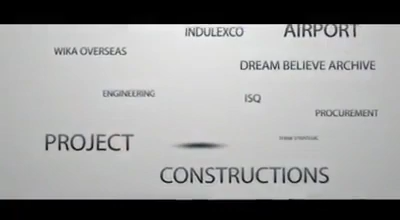 INDULEXCO
AIRPORT
WIKA OVERSEAS
DREAM BELIEVE ARCHIVE
ENGINEERING
ISQ
PROCUREMENT
PROJECT
CONSTRUCTIONS